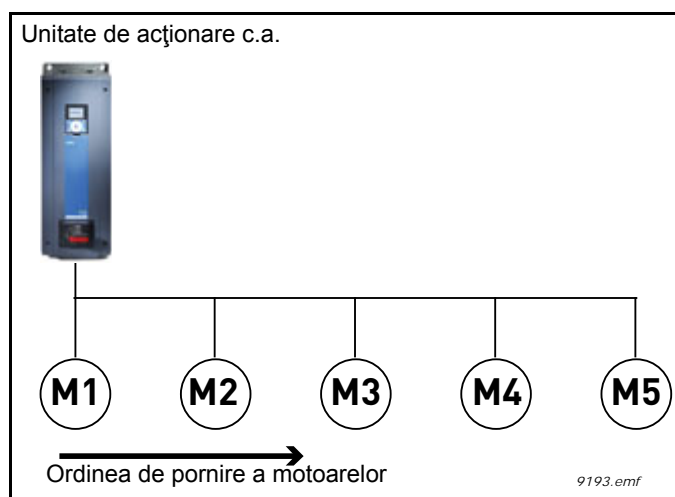 Unitate de acţionare c.a.
M1 M2 M3 M4 M5
Ordinea de pornire a motoarelor
9193.emf